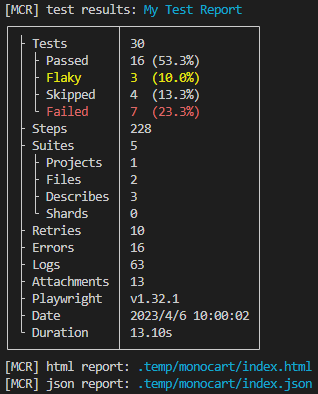 [MCR] test results: My Test Report
Tests 30
Passed 16 (53.3%)
Flaky 3 (10.0%)
Skipped 4 (13.3%)
Failed 7 (23.3%)
Steps 228
Suites 5
Projects 1
Files 2
Describes 3
Shards 0
Retries 10
Errors 16
Logs 63
Attachments 13
Playwright v1.32.1
Date 2023/4/6 10:00:02
Duration 13.10s
[MCR] html report: .temp/monocart/index.html
[MCR] json report: .temp/monocart/index.json